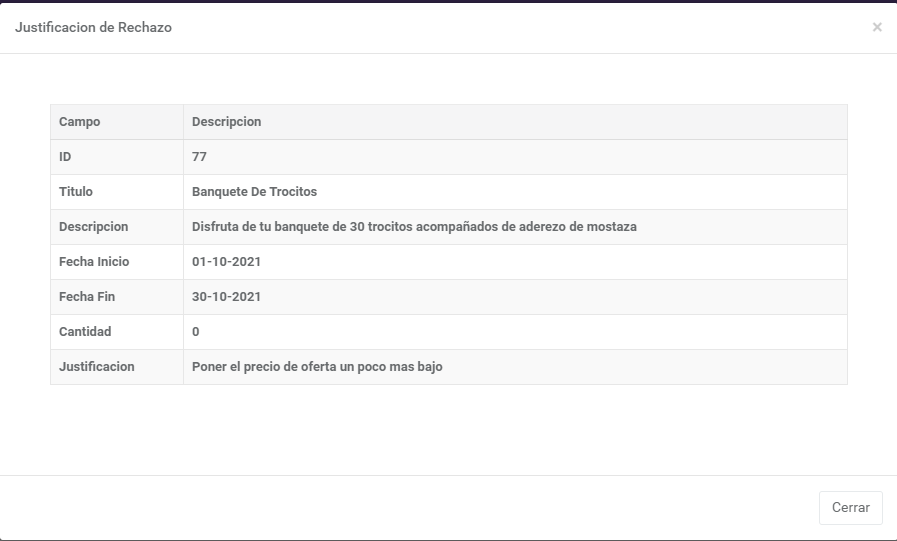 Justificacion de Rechazo ×
Campo Descripcion
ID 77
Titulo Banquete De Trocitos
Descripcion Disfruta de tu banquete de 30 trocitos acompañados de aderezo de mostaza
Fecha Inicio 01-10-2021
Fecha Fin 30-10-2021
Cantidad 0
Justificacion Poner el precio de oferta un poco mas bajo
Cerrar